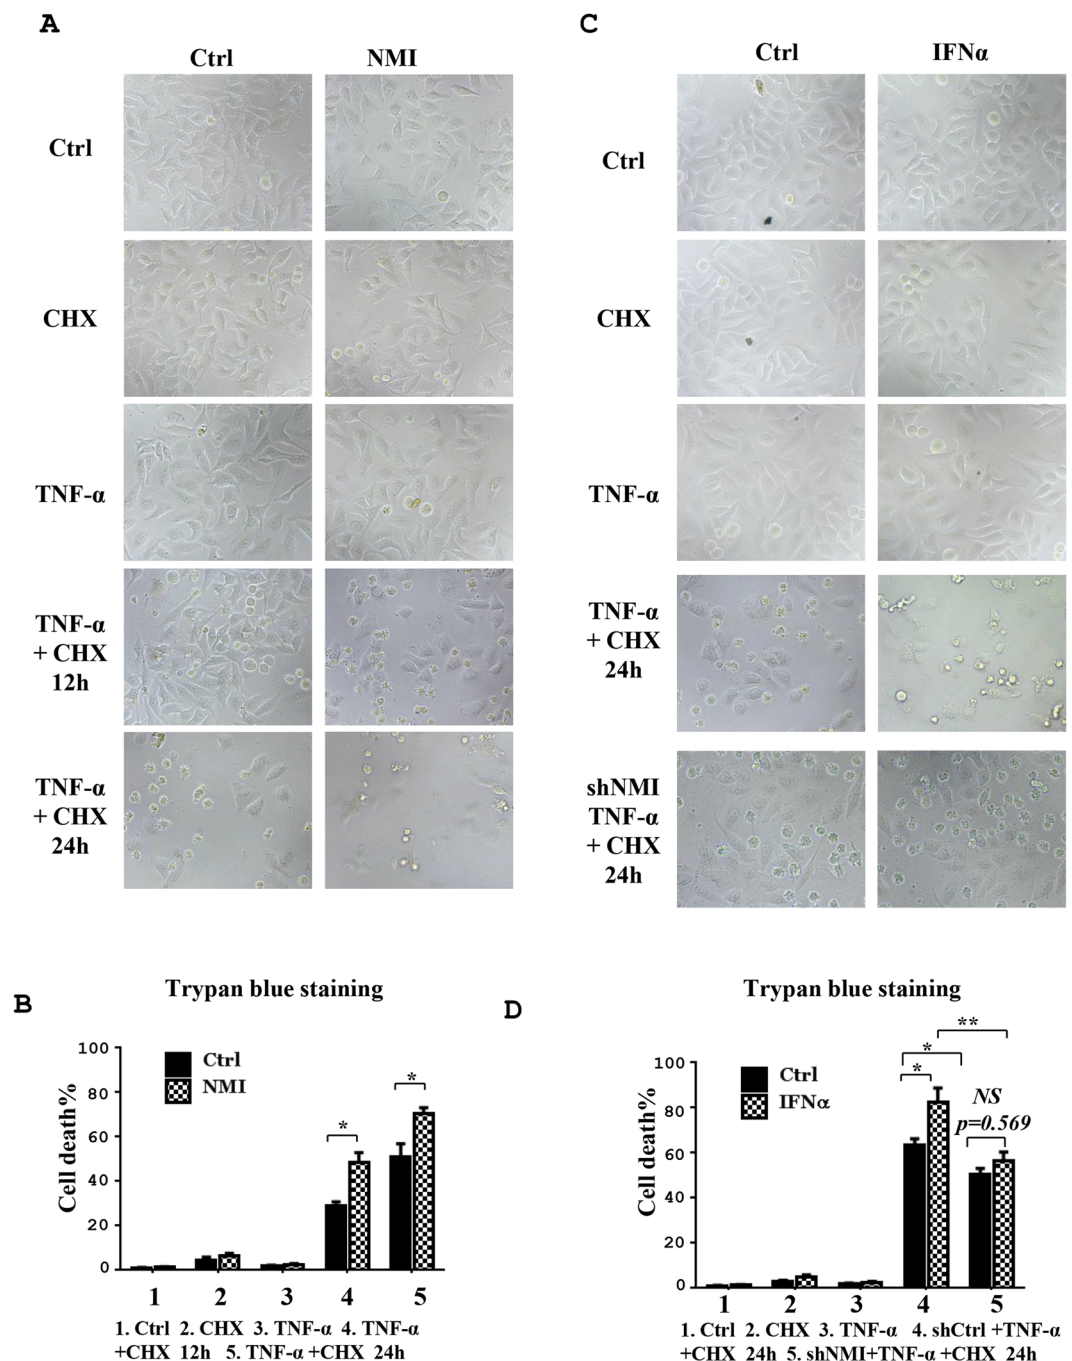 A
Ctrl NMI
Ctrl
CHX
TNF-α
TNF-α
+ CHX
12h
TNF-α
+ CHX
24h
C
Ctrl IFNα
Ctrl
CHX
TNF-α
TNF-α
+ CHX
24h
shNMI
TNF-α
+ CHX
24h
B
Trypan blue staining
Cell death%
100
80
60
40
20
0
Ctrl
NMI
*
*
1 2 3 4 5
1. Ctrl 2. CHX 3. TNF-α 4. TNF-α
+CHX 12h 5. TNF-α +CHX 24h
D
Trypan blue staining
Cell death%
100
80
60
40
20
0
Ctrl
IFNα
**
*
*
NS
p=0.569
1 2 3 4 5
1. Ctrl 2. CHX 3. TNF-α 4. shCtrl +TNF-α
+CHX 24h 5. shNMI+TNF-α +CHX 24h